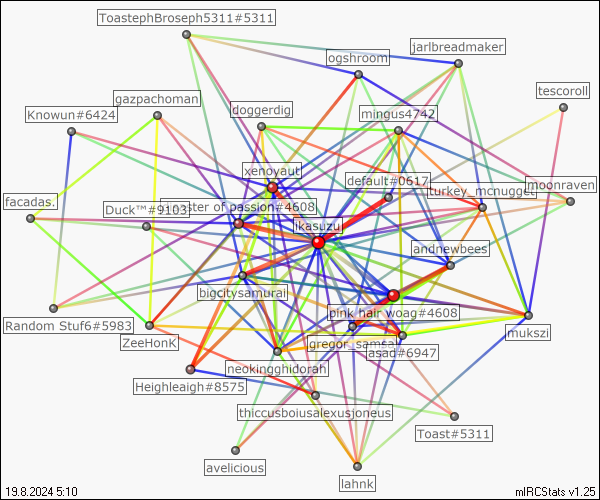 ToastephBroseph5311#5311
ogshroom
jarlbreadmaker
tescoroll
gazpachoman
Knowun#6424
doggerdig
mingus4742
xenoyaut
default#0617
turkey_mcnugget
moonraven
facadas.
Duck™#9103
ster of passion#4608
ikasuzu
andnewbees
bigcitysamurai
pink hair woag#4608
mukszi
Random Stuf6#5983
ZeeHonK
gregor_samsa
asad#6947
neokingghidorah
Heighleaigh#8575
thiccusboiusalexusjoneus
Toast#5311
avelicious
lahnk
19.8.2024 5:10
mIRCStats v1.25